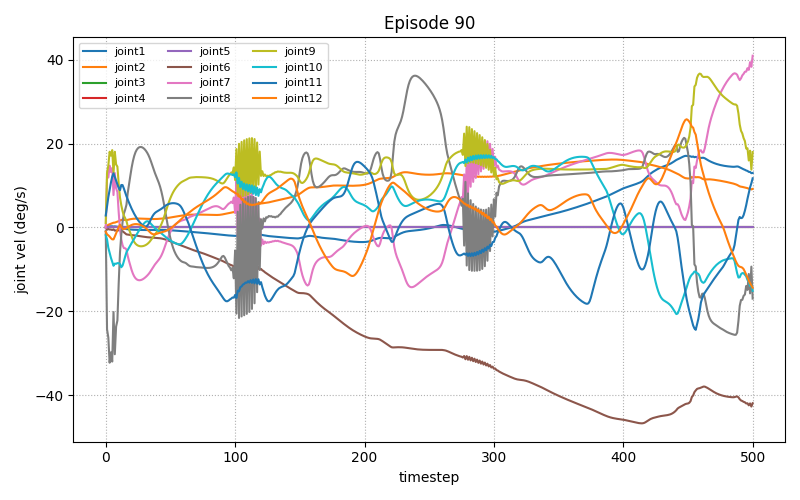 Episode 90
joint vel (deg/s)
40
20
0
−20
−40
joint1
joint2
joint3
joint4
joint5
joint6
joint7
joint8
joint9
joint10
joint11
joint12
0
100
200
300
400
500
timestep